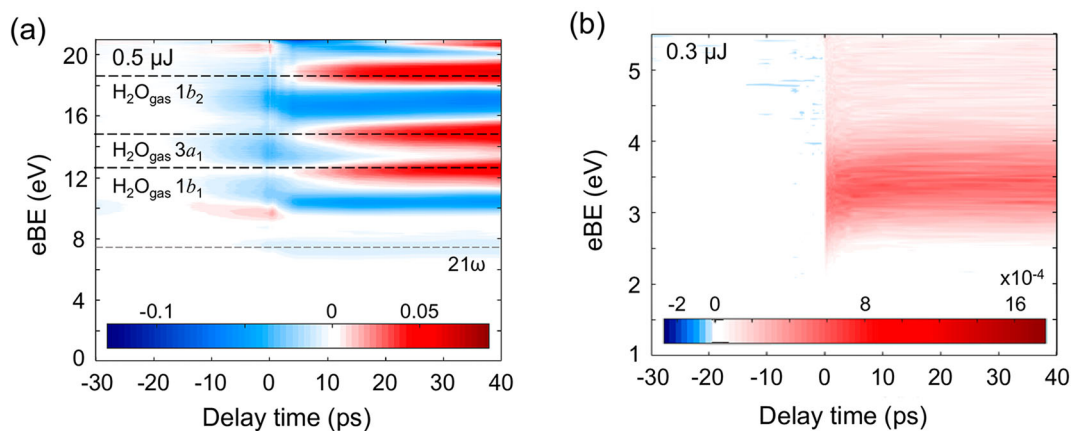 (a)
0.5 μJ
H₂O_gas 1b₂
H₂O_gas 3a₁
H₂O_gas 1b₁
21ω
-0.1 0 0.05
20
16
12
8
4
0
eBE (eV)
-30 -20 -10 0 10 20 30 40
Delay time (ps)
(b)
0.3 μJ
x10⁻⁴
-2 0 8 16
5
4
3
2
1
eBE (eV)
-30 -20 -10 0 10 20 30 40
Delay time (ps)